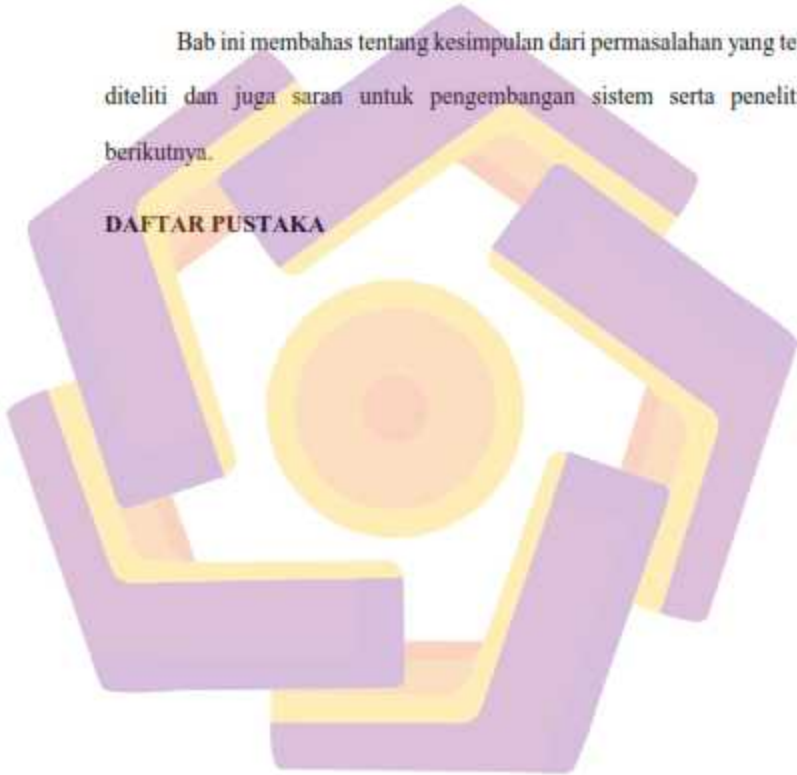 Bab ini membahas tentang kesimpulan dari permasalahan yang te
diteliti dan juga saran untuk pengembangan sistem serta penelit
berikutnya.
DAFTAR PUSTAKA